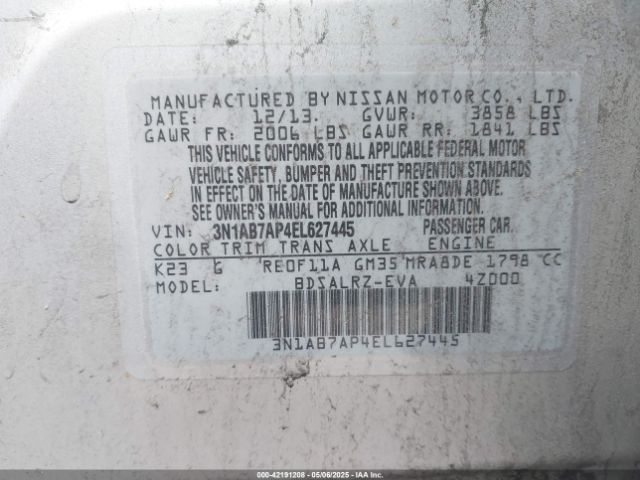 MANUFACTURED BY NISSAN MOTOR CO., LTD.
DATE: 12/13. GVWR: 3858 LBS
GAWR FR: 2006 LBS GAWR RR: 1841 LBS
THIS VEHICLE CONFORMS TO ALL APPLICABLE FEDERAL MOTOR
VEHICLE SAFETY, BUMPER AND THEFT PREVENTION STANDARDS
IN EFFECT ON THE DATE OF MANUFACTURE SHOWN ABOVE.
SEE OWNER'S MANUAL FOR ADDITIONAL INFORMATION.
VIN: 3N1AB7AP4EL627445 PASSENGER CAR.
COLOR TRIM TRANS AXLE ENGINE
K23 G RE0F11A GM35 MRA8DE 1798 CC
MODEL: BDSALRZ-EVA 4Z000
3N1AB7AP4EL627445
000-42191208 - 05/06/2025 - IAA Inc.